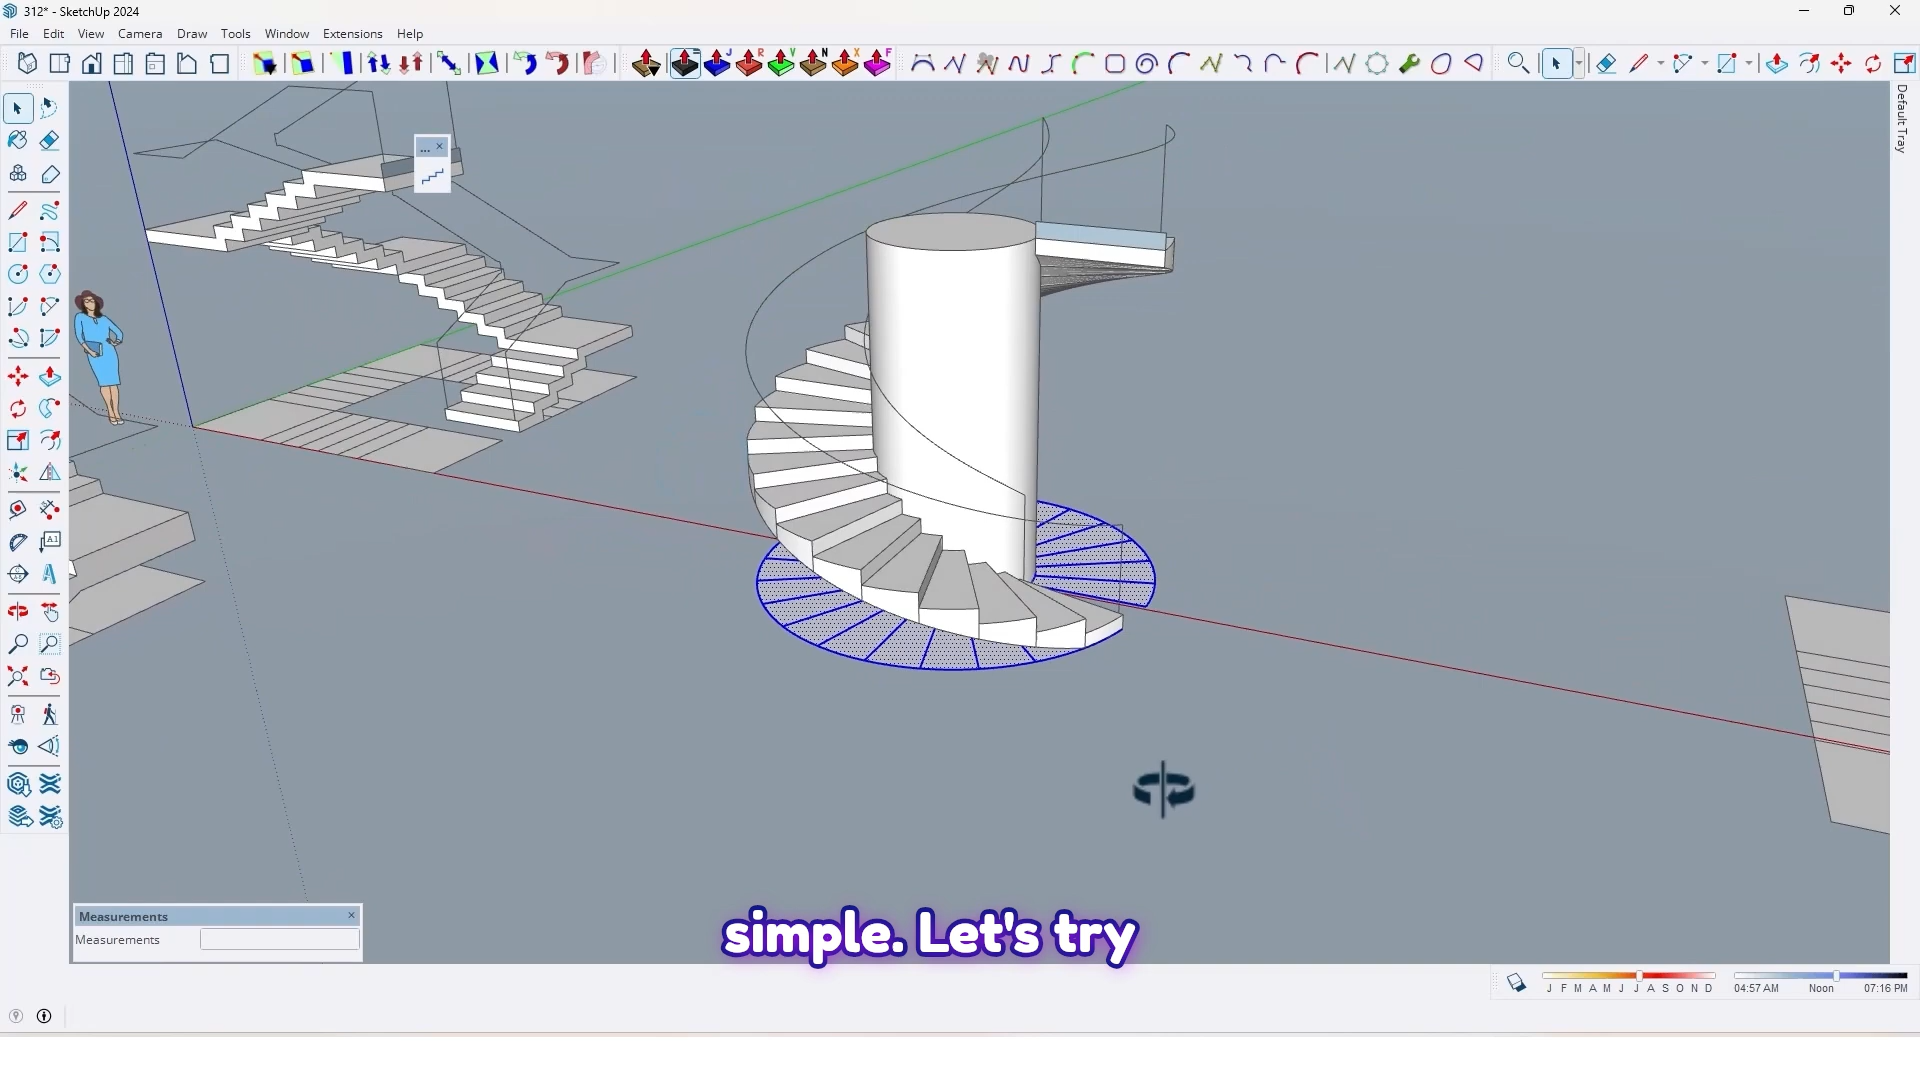 312* - SketchUp 2024
File Edit View Camera Draw Tools Window Extensions Help
J R V N X F
Default Tray
...
A1
Measurements
Measurements
simple. Let's try
J F M A M J J A S O N D
04:57 AM Noon 07:16 PM